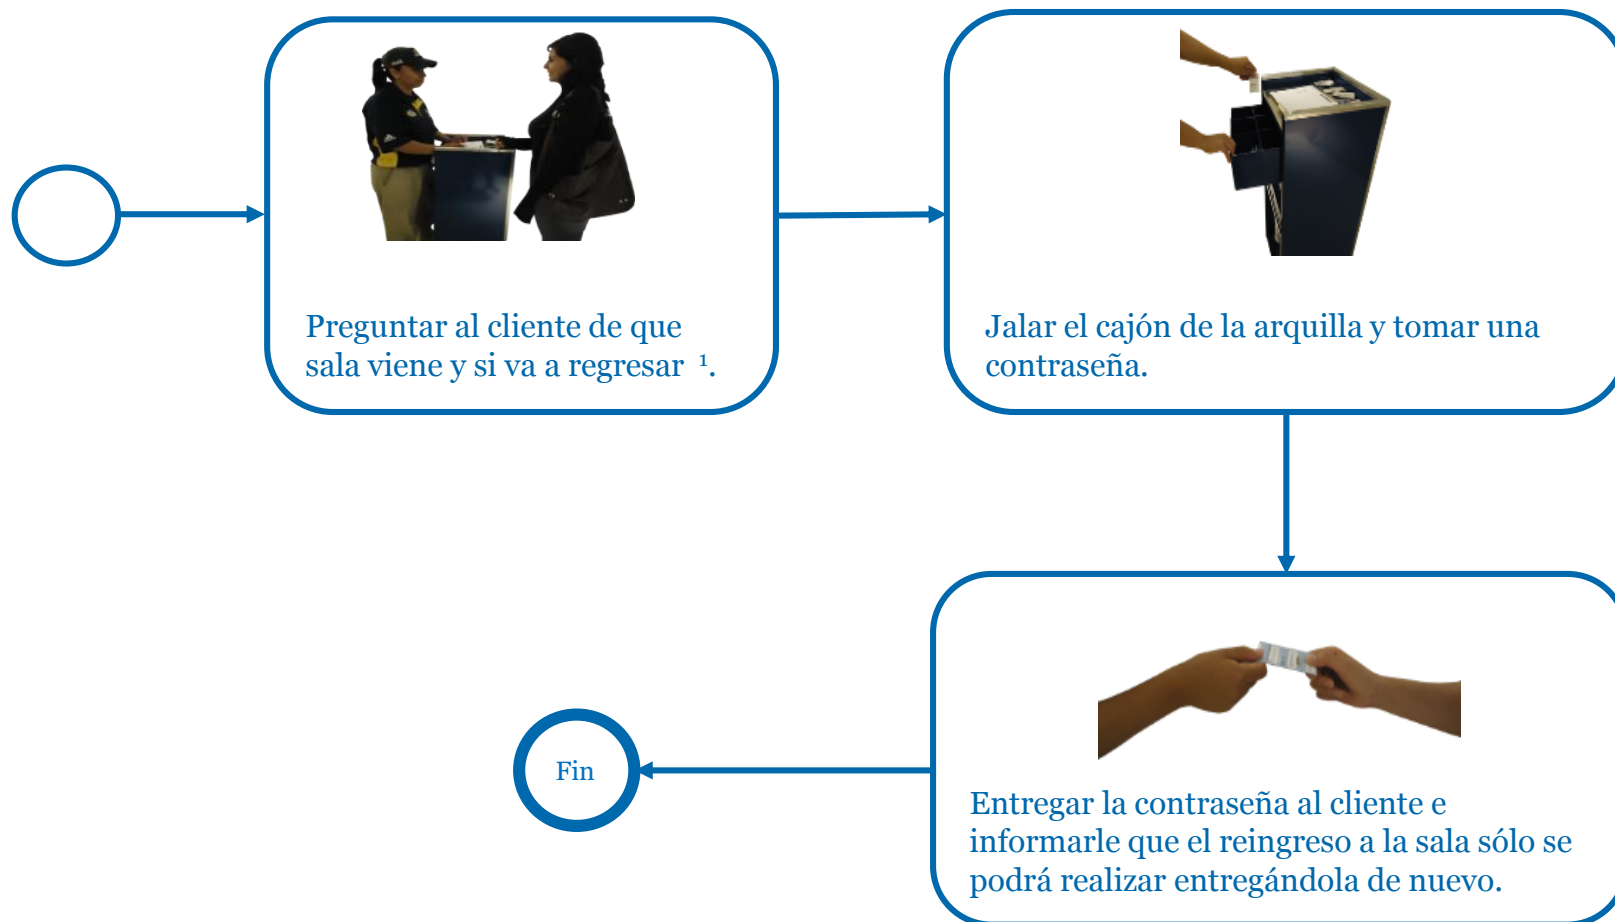 Preguntar al cliente de que
sala viene y si va a regresar ¹.
Jalar el cajón de la arquilla y tomar una
contraseña.
Entregar la contraseña al cliente e
informarle que el reingreso a la sala sólo se
podrá realizar entregándola de nuevo.
Fin